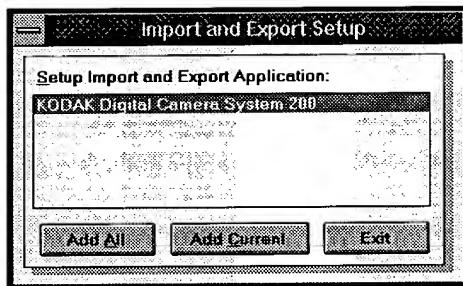 Import and Export Setup
Setup Import and Export Application:
KODAK Digital Camera System 200
Add All
Add Current
Exit